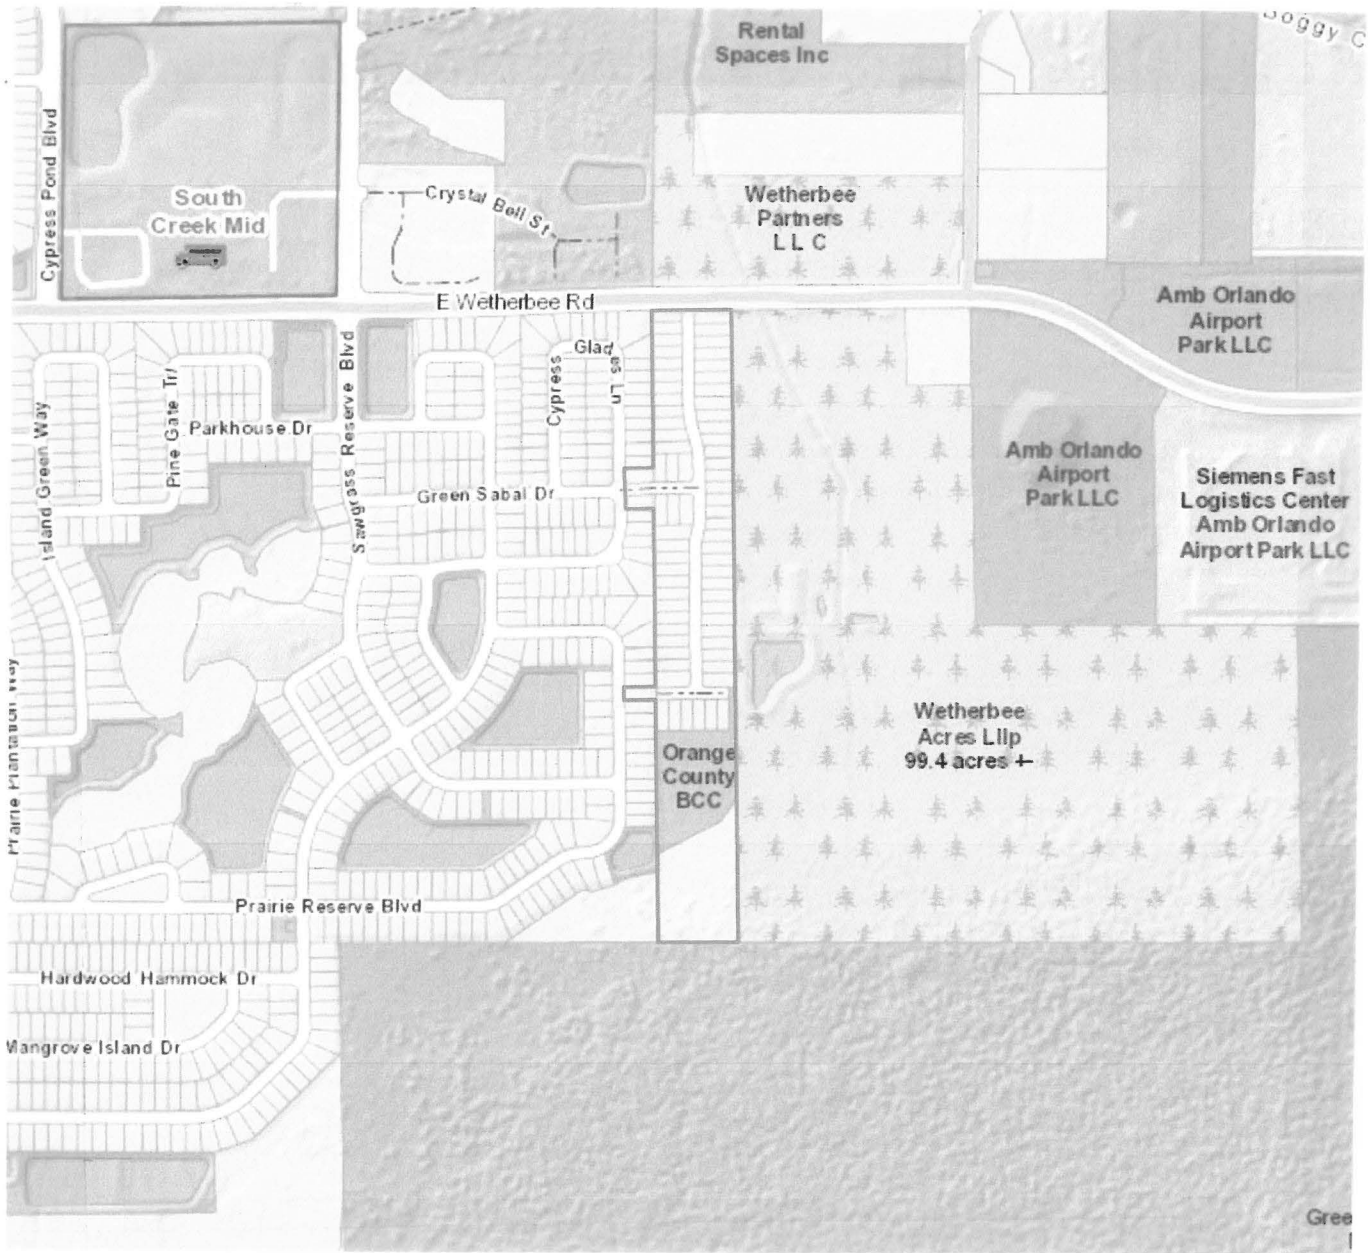 Rental
Spaces Inc
Boggy C
Cypress Pond Blvd
South
Creek Mid
Crystal Bell St
Wetherbee
Partners
L L C
E Wetherbee Rd
Amb Orlando
Airport
Park LLC
Island Green Way
Pine Gate Trl
Parkhouse Dr
Sawgrass Reserve Blvd
Cypress
Glad
es Ln
Green Sabal Dr
Amb Orlando
Airport
Park LLC
Siemens Fast
Logistics Center
Amb Orlando
Airport Park LLC
Prairie Plantation Way
Orange
County
BCC
Wetherbee
Acres Lllp
99.4 acres +-
Prairie Reserve Blvd
Hardwood Hammock Dr
Mangrove Island Dr
Gree